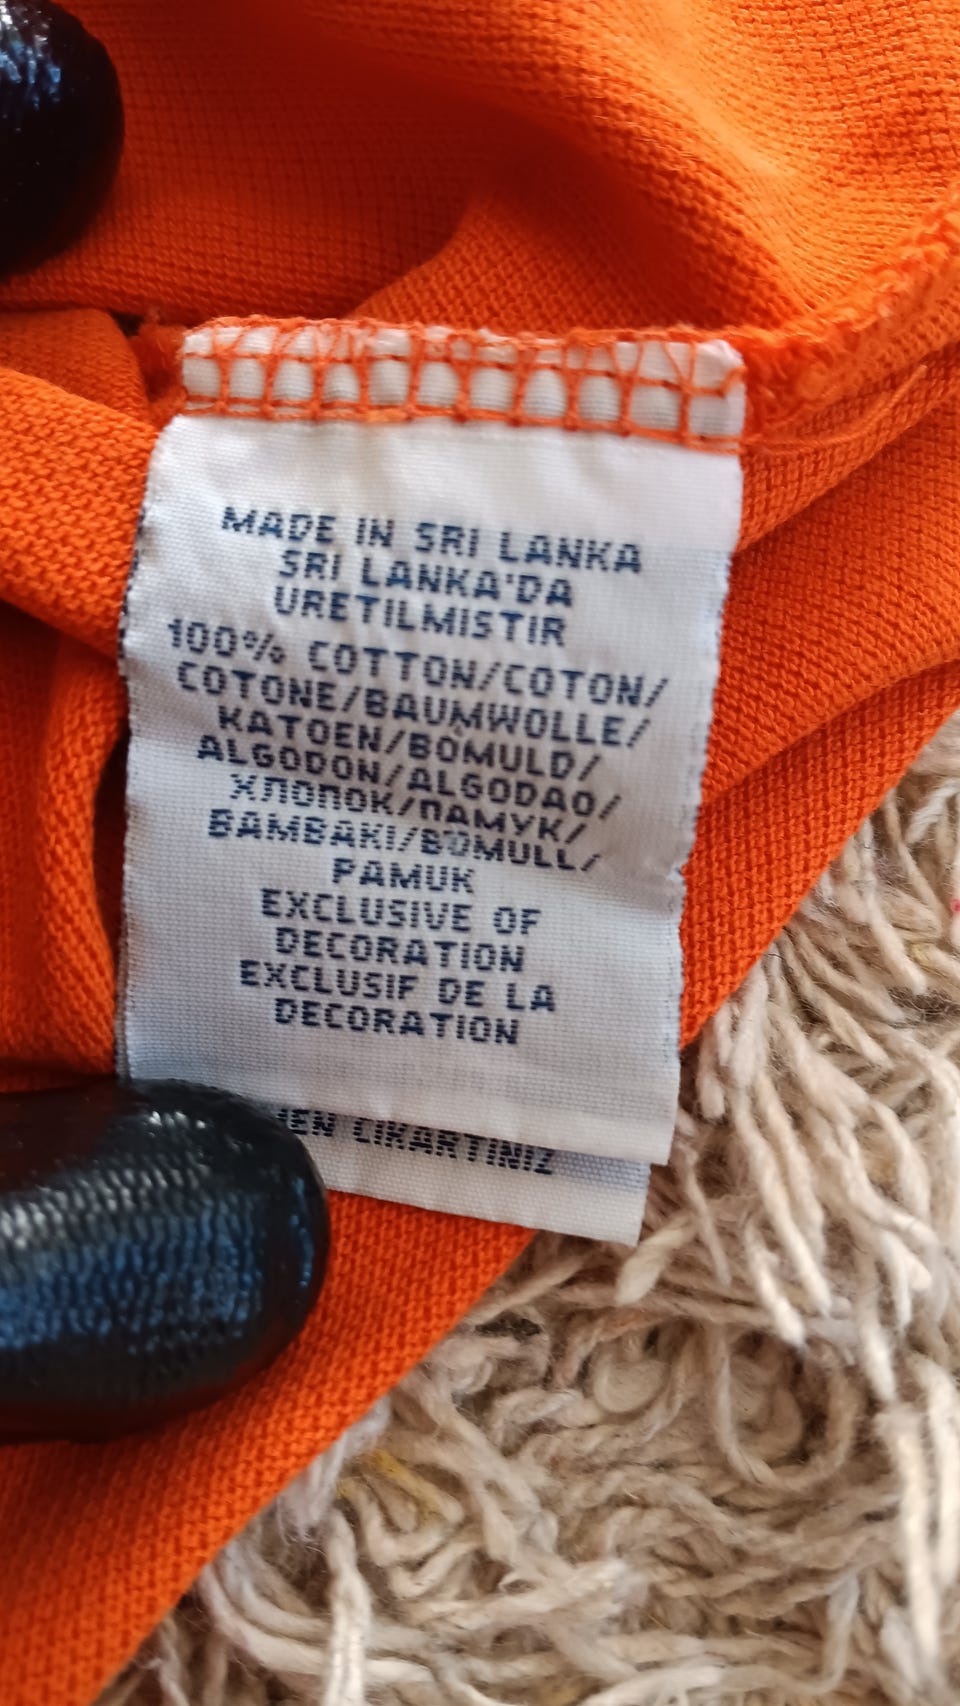 MADE IN SRI LANKA
SRI LANKA'DA
URETILMISTIR
100% COTTON/COTON/
COTONE/BAUMWOLLE/
KATOEN/BOMULD/
ALGODON/ALGODAO/
ХЛОПОК/ПАМУК/
BAMBAKI/BOMULL/
PAMUK
EXCLUSIVE OF
DECORATION
EXCLUSIF DE LA
DECORATION
CIKARTINIZ